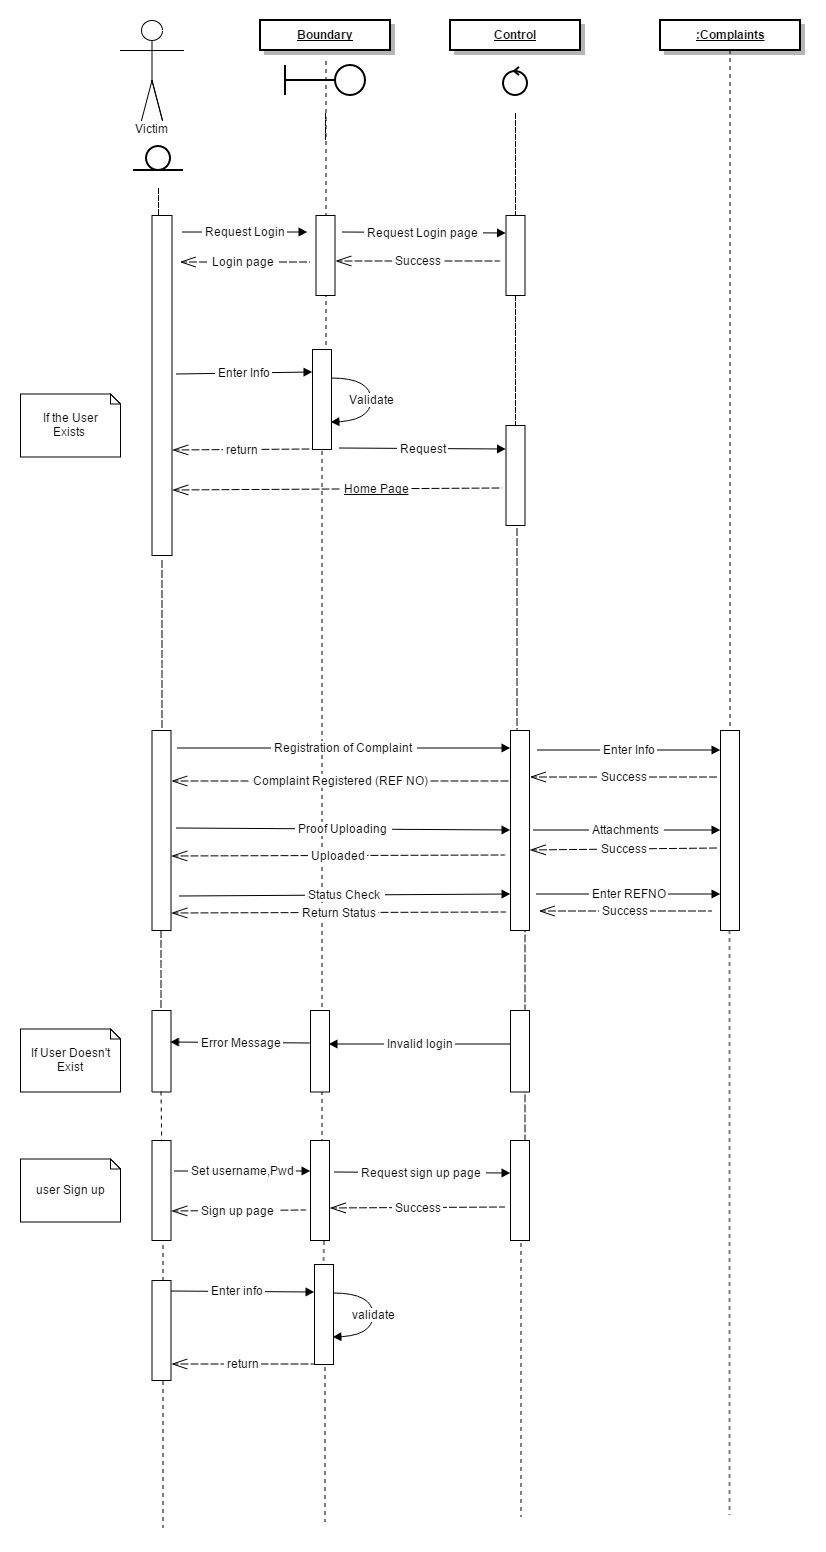 Boundary
Control
:Complaints
Victim
Request Login
Request Login page
Login page
Success
Enter Info
Validate
If the User
Exists
return
Request
Home Page
Registration of Complaint
Enter Info
Complaint Registered (REF NO)
Success
Proof Uploading
Attachments
Uploaded
Success
Status Check
Enter REFNO
Return Status
Success
If User Doesn't
Exist
Error Message
Invalid login
user Sign up
Set username,Pwd
Request sign up page
Sign up page
Success
Enter info
validate
return